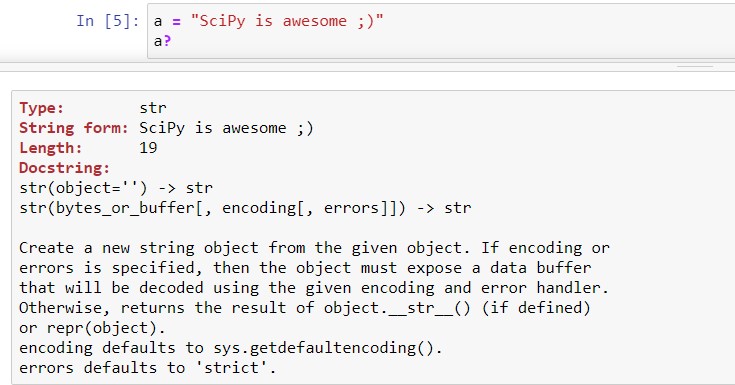 In [5]: a = "SciPy is awesome ;)"
a?
Type: str
String form: SciPy is awesome ;)
Length: 19
Docstring:
str(object='') -> str
str(bytes_or_buffer[, encoding[, errors]]) -> str
Create a new string object from the given object. If encoding or
errors is specified, then the object must expose a data buffer
that will be decoded using the given encoding and error handler.
Otherwise, returns the result of object.__str__() (if defined)
or repr(object).
encoding defaults to sys.getdefaultencoding().
errors defaults to 'strict'.